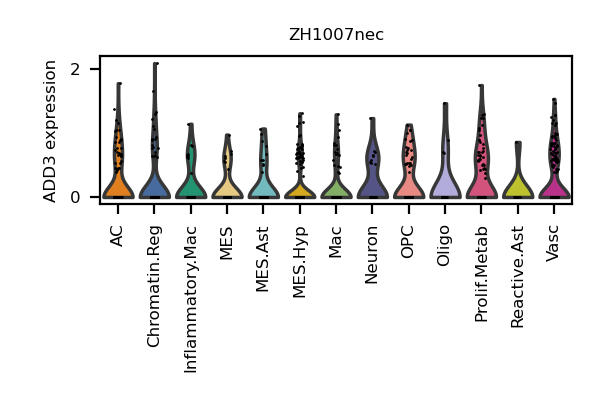 ZH1007nec
ADD3 expression
2
0
AC
Chromatin.Reg
Inflammatory.Mac
MES
MES.Ast
MES.Hyp
Mac
Neuron
OPC
Oligo
Prolif.Metab
Reactive.Ast
Vasc